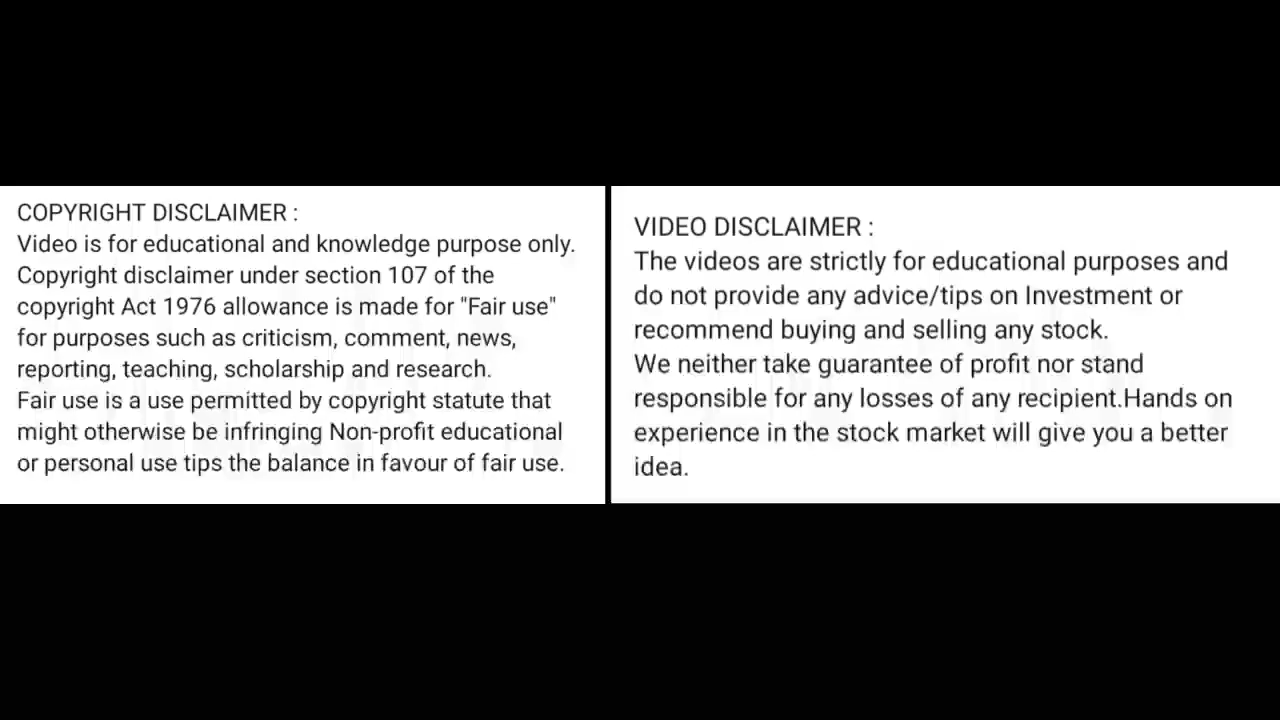 COPYRIGHT DISCLAIMER :
Video is for educational and knowledge purpose only.
Copyright disclaimer under section 107 of the
copyright Act 1976 allowance is made for "Fair use"
for purposes such as criticism, comment, news,
reporting, teaching, scholarship and research.
Fair use is a use permitted by copyright statute that
might otherwise be infringing Non-profit educational
or personal use tips the balance in favour of fair use.
VIDEO DISCLAIMER :
The videos are strictly for educational purposes and
do not provide any advice/tips on Investment or
recommend buying and selling any stock.
We neither take guarantee of profit nor stand
responsible for any losses of any recipient.Hands on
experience in the stock market will give you a better
idea.